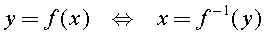 y = f(x) ⇔ x = f⁻¹(y)